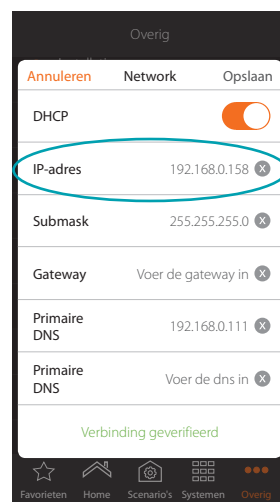 Overig
Annuleren Network Opslaan
DHCP
IP-adres 192.168.0.158
Submask 255.255.255.0
Gateway Voer de gateway in
Primaire
DNS 192.168.0.111
Primaire
DNS Voer de dns in
Verbinding geverifieerd
Favorieten Home Scenario's Systemen Overig